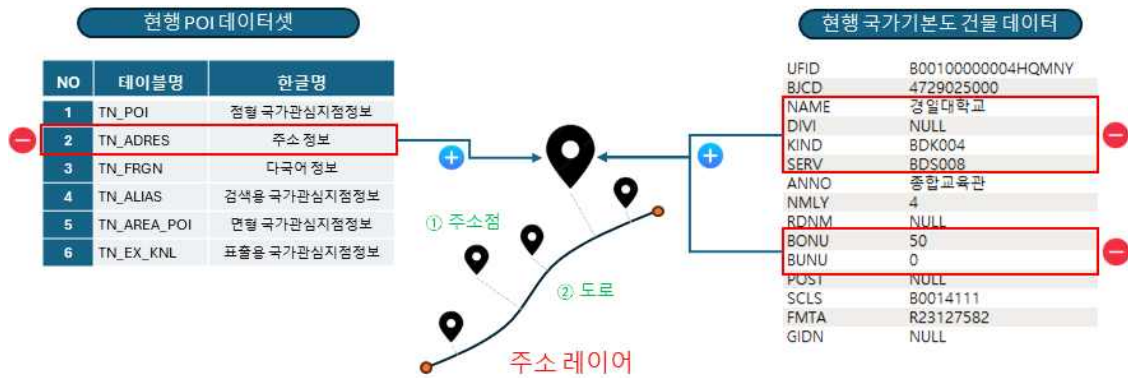 현행 POI 데이터셋
NO 테이블명 한글명
1 TN_POI 점형 국가관심지점정보
2 TN_ADRES 주소 정보
3 TN_FRGN 다국어 정보
4 TN_ALIAS 검색용 국가관심지점정보
5 TN_AREA_POI 면형 국가관심지점정보
6 TN_EX_KNL 표출용 국가관심지점정보
① 주소점
② 도로
주소 레이어
현행 국가기본도 건물 데이터
UFID B00100000004HQMNY
BJCD 4729025000
NAME 경일대학교
DIVI NULL
KIND BDK004
SERV BDS008
ANNO 종합교육관
NMLY 4
RDNM NULL
BONU 50
BUNU 0
POST NULL
SCLS B0014111
FMTA R23127582
GIDN NULL